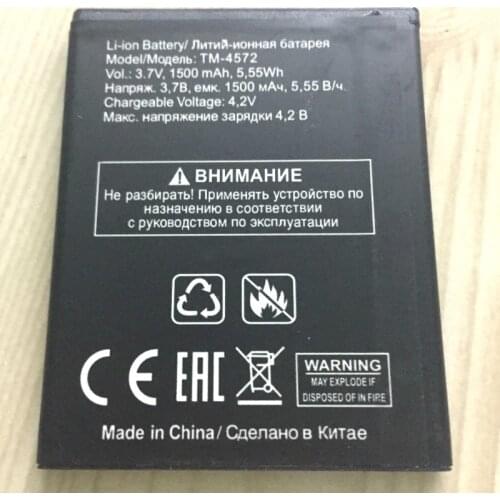 Li-ion Battery/ Литий-ионная батарея
Model/Модель: TM-4572
Vol.: 3.7V, 1500 mAh, 5,55Wh
Напряж. 3,7В, емк. 1500 мАч, 5,55 В/ч.
Chargeable Voltage: 4,2V
Макс. напряжение зарядки 4,2 В
ВНИМАНИЕ
Не разбирать! Применять устройство по
назначению в соответствии
с руководством по эксплуатации
CE EAC
WARNING
MAY EXPLODE IF
DISPOSED OF IN FIRE
Made in China/ Сделано в Китае